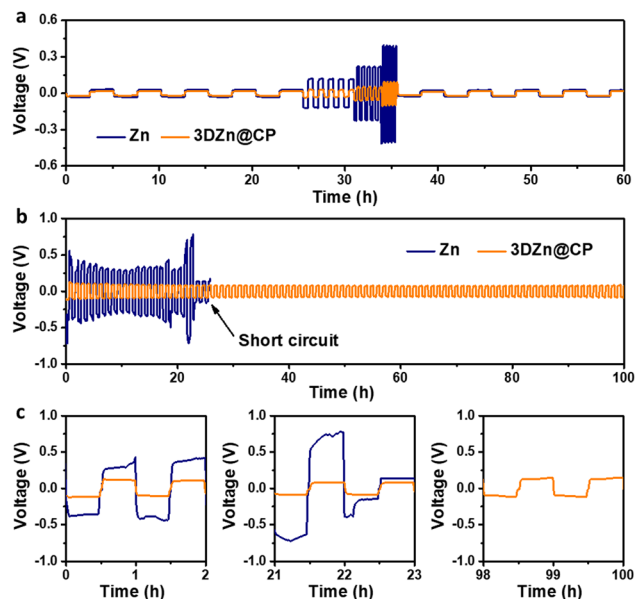 a
Voltage (V)
0.6
0.3
0.0
-0.3
-0.6
Zn
3DZn@CP
0 10 20 30 40 50 60
Time (h)
b
Voltage (V)
1.0
0.5
0.0
-0.5
-1.0
Zn
3DZn@CP
Short circuit
0 20 40 60 80 100
Time (h)
c
Voltage (V)
1.0
0.5
0.0
-0.5
-1.0
0 1 2
Time (h)
Voltage (V)
1.0
0.5
0.0
-0.5
-1.0
21 22 23
Time (h)
Voltage (V)
1.0
0.5
0.0
-0.5
-1.0
98 99 100
Time (h)